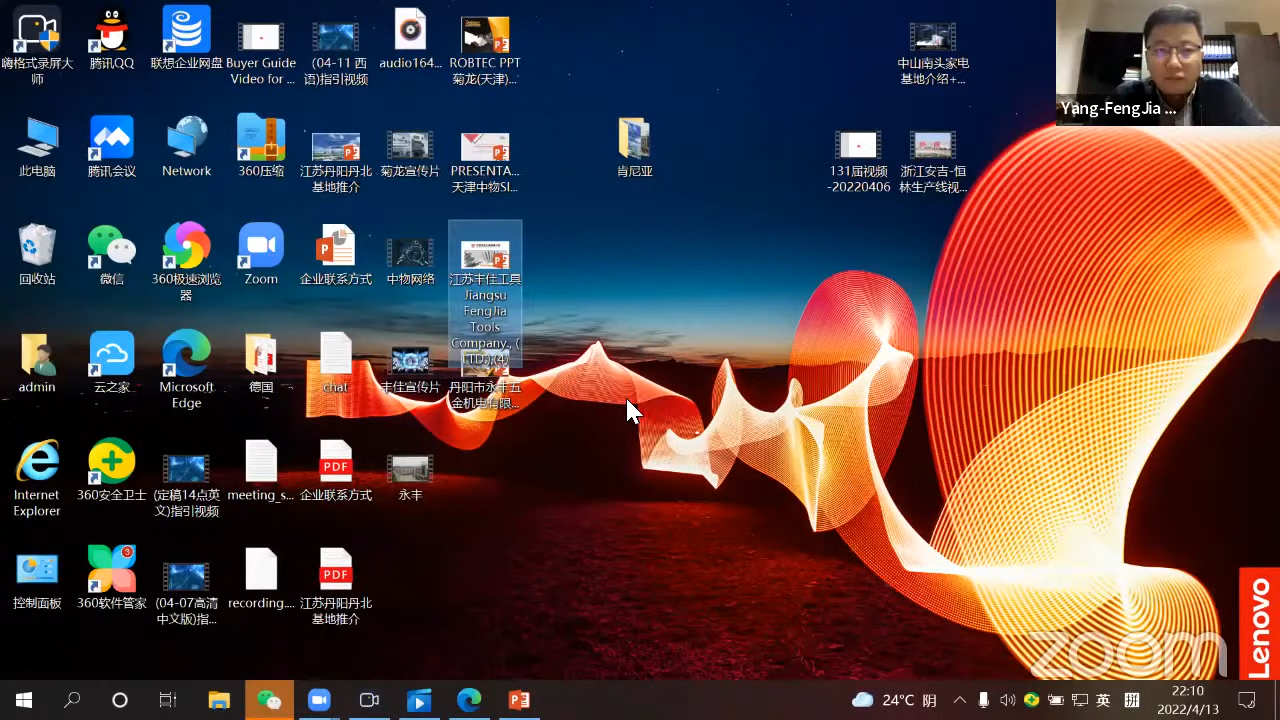 嗨格式录屏大
师
腾讯QQ
联想企业网盘
Buyer Guide
Video for ...
(04-11 西
语)指引视频
audio164...
ROBTEC PPT
菊龙(天津)...
中山南头家电
基地介绍+...
Yang-FengJia ...
此电脑
腾讯会议
Network
360压缩
江苏丹阳丹北
基地推介
菊龙宣传片
PRESENTA...
天津中物SI...
肯尼亚
131届视频
-20220406
浙江安吉-恒
林生产线视...
回收站
微信
360极速浏览
器
Zoom
企业联系方式
中物网络
江苏丰佳工具
Jiangsu
FengJia
Tools
Company., (
LTD.);(4)
admin
云之家
Microsoft
Edge
德国
chat
丰佳宣传片
丹阳市永丰五
金机电有限...
Internet
Explorer
360安全卫士
(定稿14点英
文)指引视频
meeting_s...
PDF
企业联系方式
永丰
控制面板
3
360软件管家
(04-07高清
中文版)指...
recording....
PDF
江苏丹阳丹北
基地推介
zoom
Lenovo
24°C 阴
英
拼
22:10
2022/4/13